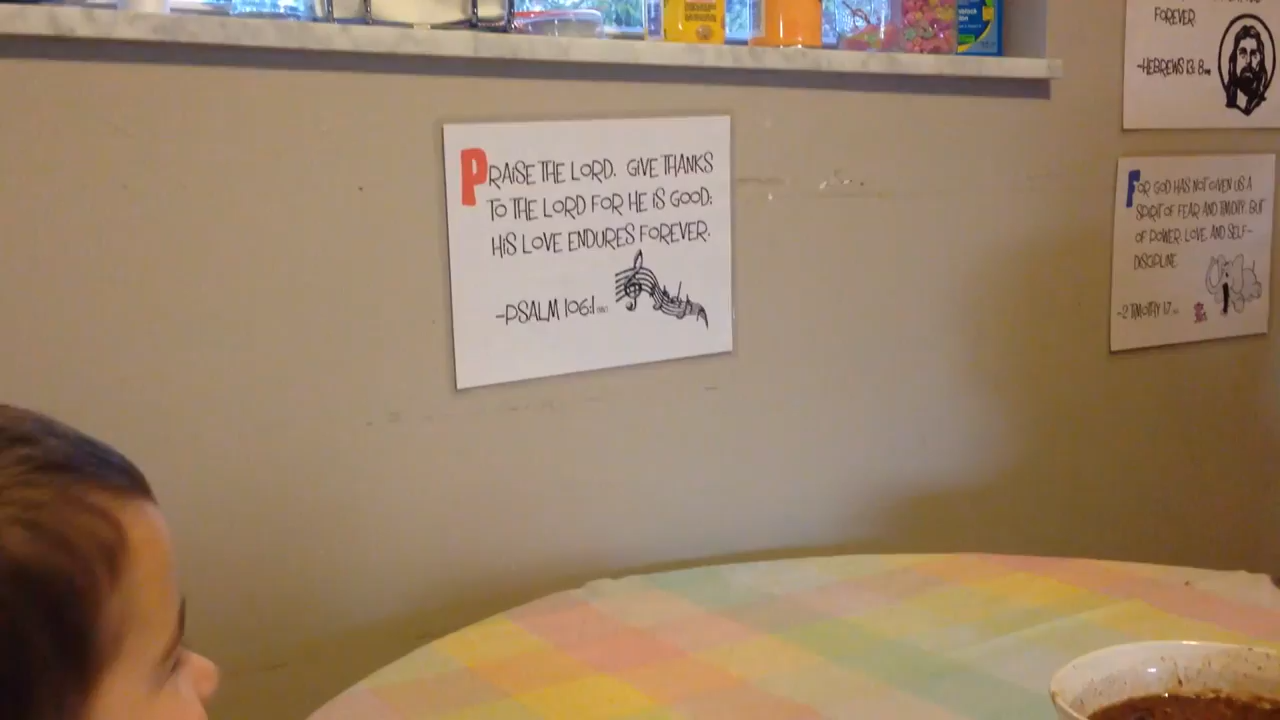 PRAISE THE LORD. GIVE THANKS
TO THE LORD FOR HE IS GOOD;
HIS LOVE ENDURES FOREVER.
-PSALM 106:1
FOREVER
-HEBREWS 13: 8
FOR GOD HAS NOT GIVEN US A
SPIRIT OF FEAR AND TIMIDITY, BUT
OF POWER, LOVE, AND SELF-
DISCIPLINE
-2 TIMOTHY 1:7